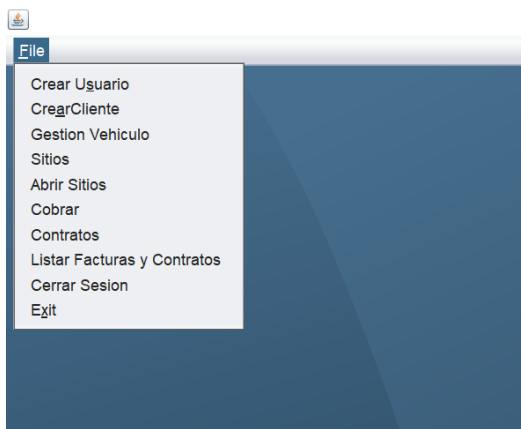 File
Crear Usuario
CrearCliente
Gestion Vehiculo
Sitios
Abrir Sitios
Cobrar
Contratos
Listar Facturas y Contratos
Cerrar Sesion
Exit